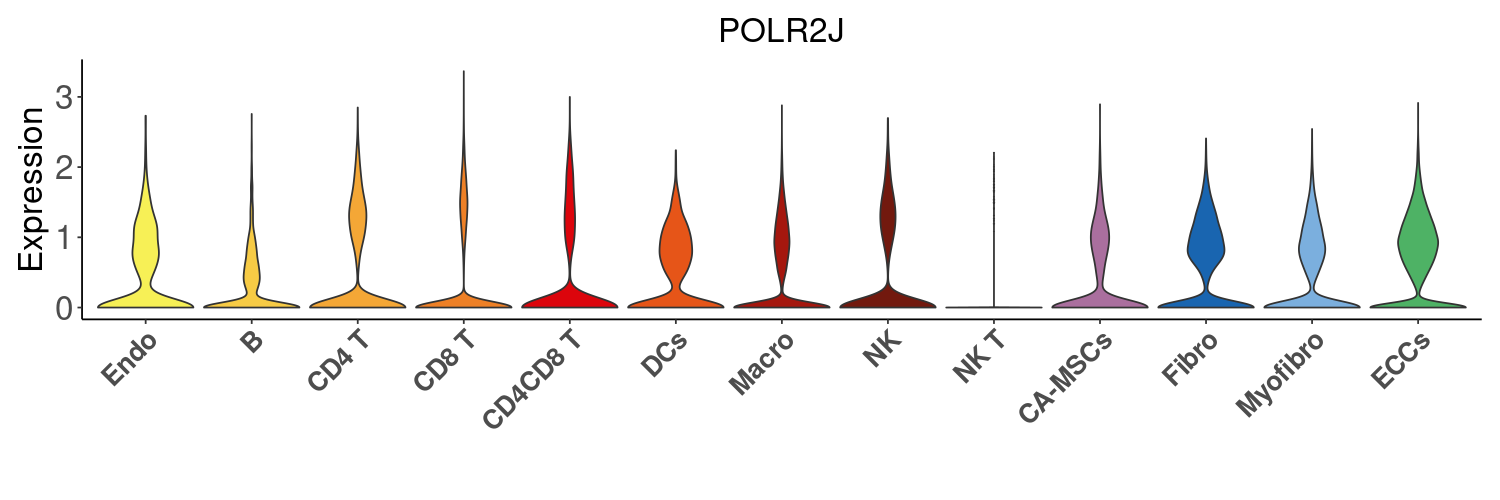 POLR2J
Expression
3
2
1
0
Endo
B
CD4 T
CD8 T
CD4CD8 T
DCs
Macro
NK
NK T
CA-MSCs
Fibro
Myofibro
ECCs